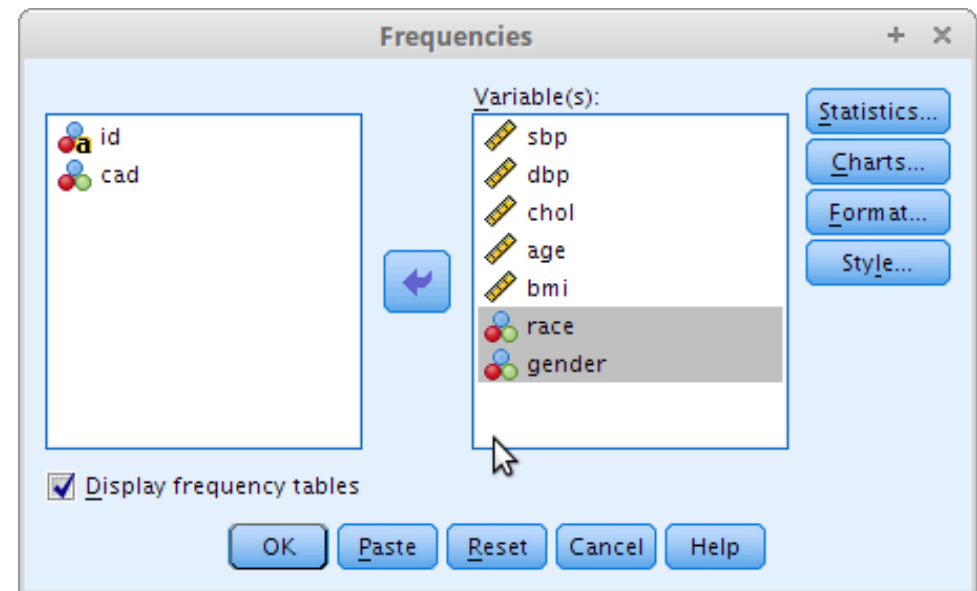 Frequencies
id
cad
Variable(s):
sbp
dbp
chol
age
bmi
race
gender
Statistics...
Charts...
Format...
Style...
Display frequency tables
OK Paste Reset Cancel Help